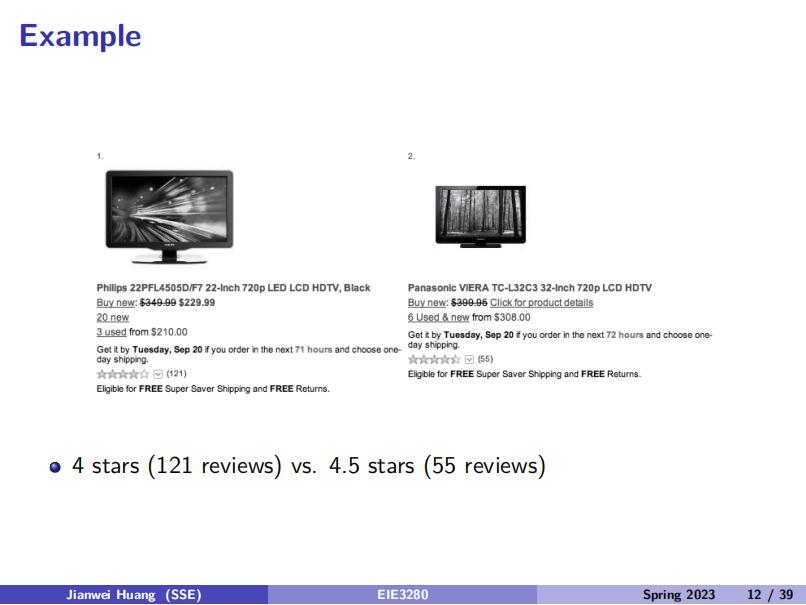 Example
1.
Philips 22PFL4505D/F7 22-Inch 720p LED LCD HDTV, Black
Buy new: $349.99 $229.99
20 new
3 used from $210.00
Get it by Tuesday, Sep 20 if you order in the next 71 hours and choose one-
day shipping.
(121)
Eligible for FREE Super Saver Shipping and FREE Returns.
2.
Panasonic VIERA TC-L32C3 32-Inch 720p LCD HDTV
Buy new: $399.95 Click for product details
6 Used & new from $308.00
Get it by Tuesday, Sep 20 if you order in the next 72 hours and choose one-
day shipping.
(55)
Eligible for FREE Super Saver Shipping and FREE Returns.
4 stars (121 reviews) vs. 4.5 stars (55 reviews)
Jianwei Huang (SSE) EIE3280 Spring 2023 12 / 39